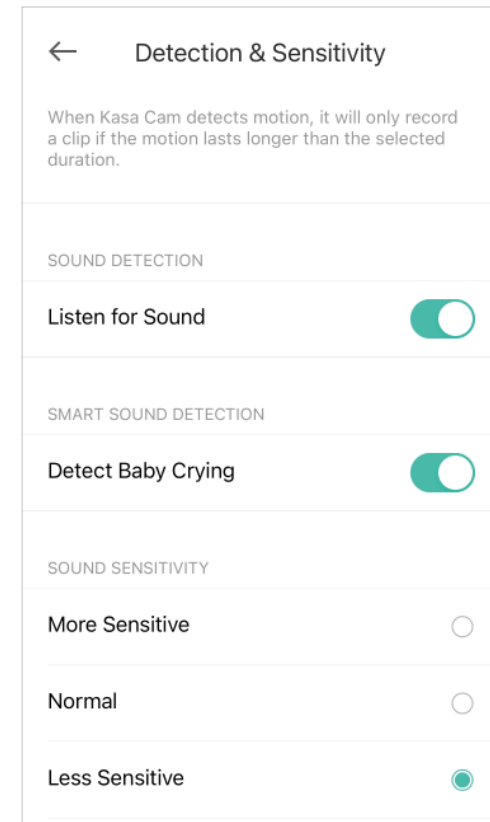 Detection & Sensitivity
When Kasa Cam detects motion, it will only record
a clip if the motion lasts longer than the selected
duration.
SOUND DETECTION
Listen for Sound
SMART SOUND DETECTION
Detect Baby Crying
SOUND SENSITIVITY
More Sensitive
Normal
Less Sensitive